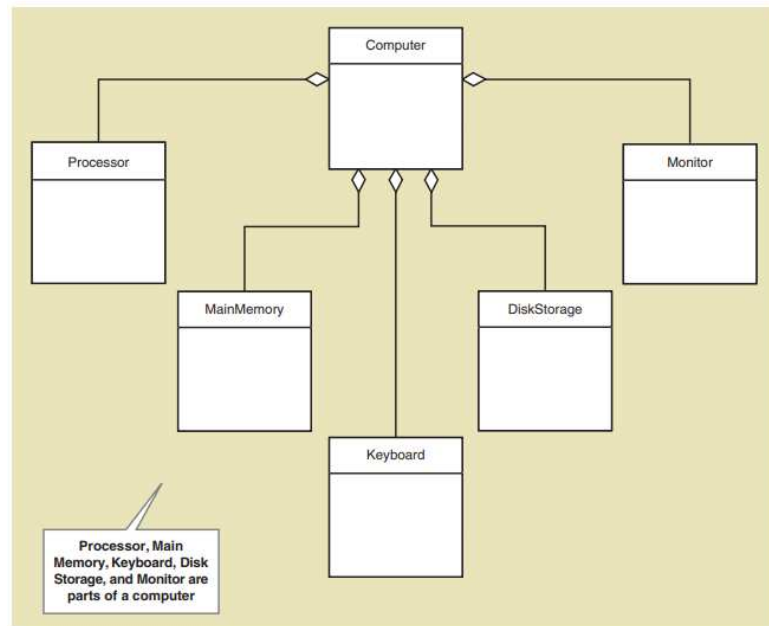 Computer
Processor
Monitor
MainMemory
DiskStorage
Keyboard
Processor, Main
Memory, Keyboard, Disk
Storage, and Monitor are
parts of a computer